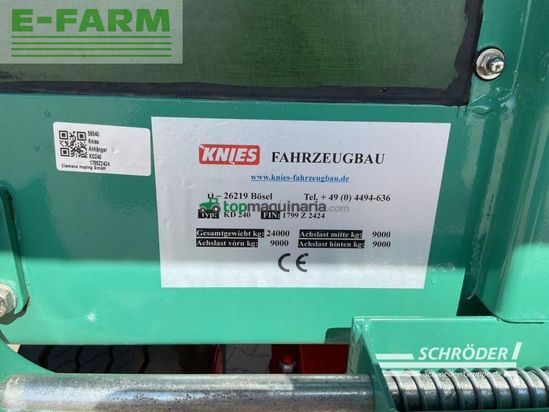 E-FARM
56540
Knies
Anhänger
KD240
1799Z2424
Clemens moping GmbH
KNIES FAHRZEUGBAU
www.knies-fahrzeugbau.de
D – 26219 Bösel Tel. + 49 (0) 4494-636
topmaquinaria.com
Typ: KD 240 FIN: 1799 Z 2424
Gesamtgewicht kg: 24000 Achslast mitte kg: 9000
Achslast vorn kg: 9000 Achslast hinten kg: 9000
CE
SCHRÖDER